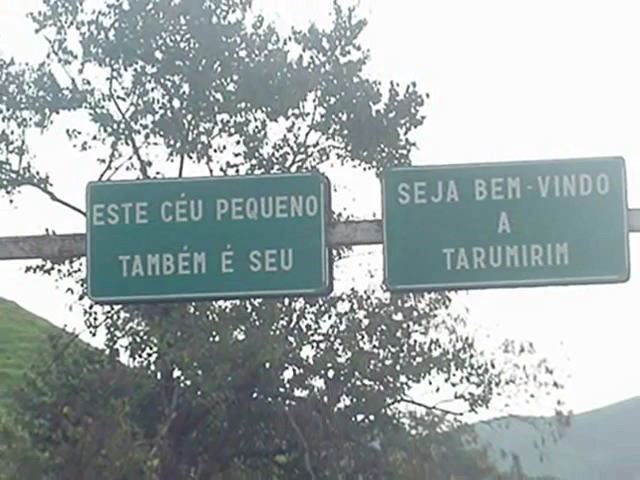 ESTE CÉU PEQUENO
TAMBÉM É SEU
SEJA BEM-VINDO
A
TARUMIRIM